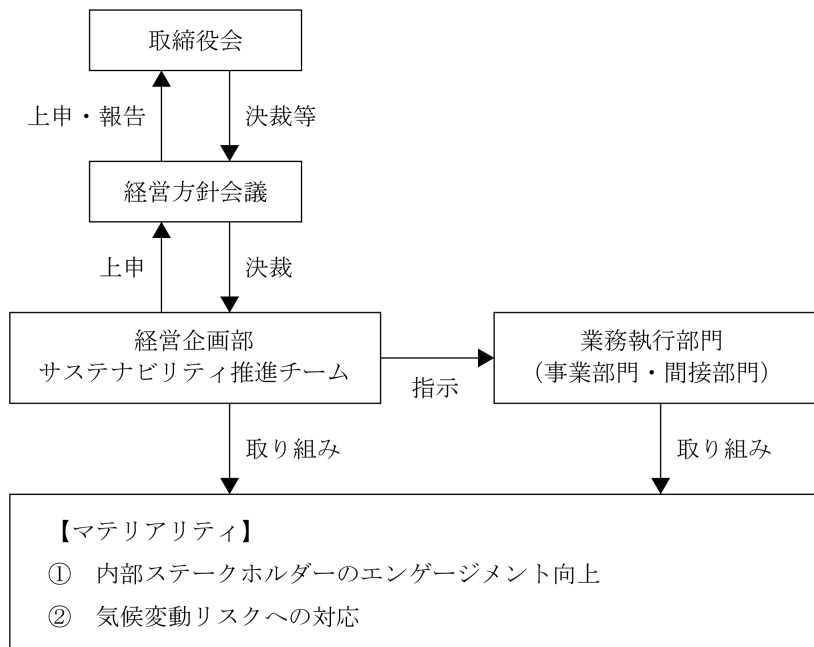 取締役会
上申・報告
決裁等
経営方針会議
上申
決裁
経営企画部
サステナビリティ推進チーム
指示
業務執行部門
（事業部門・間接部門）
取り組み
取り組み
【マテリアリティ】
①　内部ステークホルダーのエンゲージメント向上
②　気候変動リスクへの対応